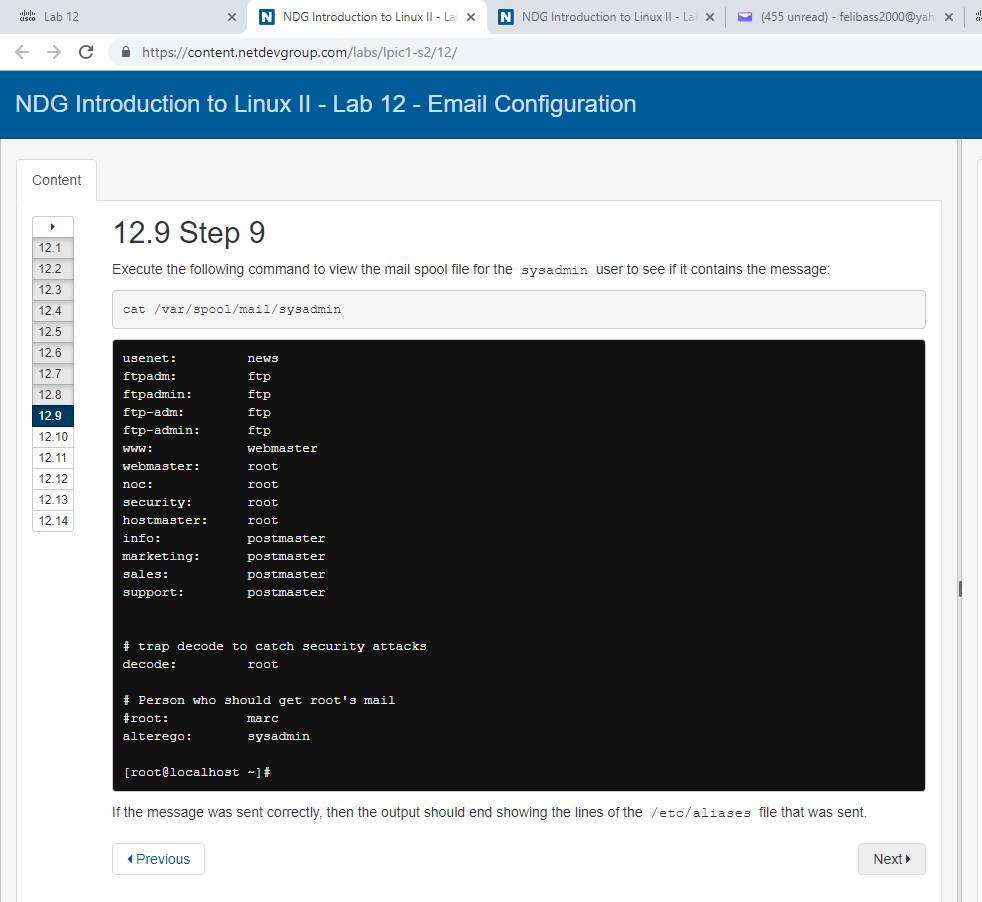 cisco Lab 12
N NDG Introduction to Linux II - La
N NDG Introduction to Linux II - La
(455 unread) - felibass2000@yah
https://content.netdevgroup.com/labs/lpic1-s2/12/
NDG Introduction to Linux II - Lab 12 - Email Configuration
Content
12.1
12.2
12.3
12.4
12.5
12.6
12.7
12.8
12.9
12.10
12.11
12.12
12.13
12.14
12.9 Step 9
Execute the following command to view the mail spool file for the sysadmin user to see if it contains the message:
cat /var/spool/mail/sysadmin
usenet: news
ftpadm: ftp
ftpadmin: ftp
ftp-adm: ftp
ftp-admin: ftp
www: webmaster
webmaster: root
noc: root
security: root
hostmaster: root
info: postmaster
marketing: postmaster
sales: postmaster
support: postmaster
# trap decode to catch security attacks
decode: root
# Person who should get root's mail
#root: marc
alterego: sysadmin
[root@localhost ~]#
If the message was sent correctly, then the output should end showing the lines of the /etc/aliases file that was sent.
Previous
Next